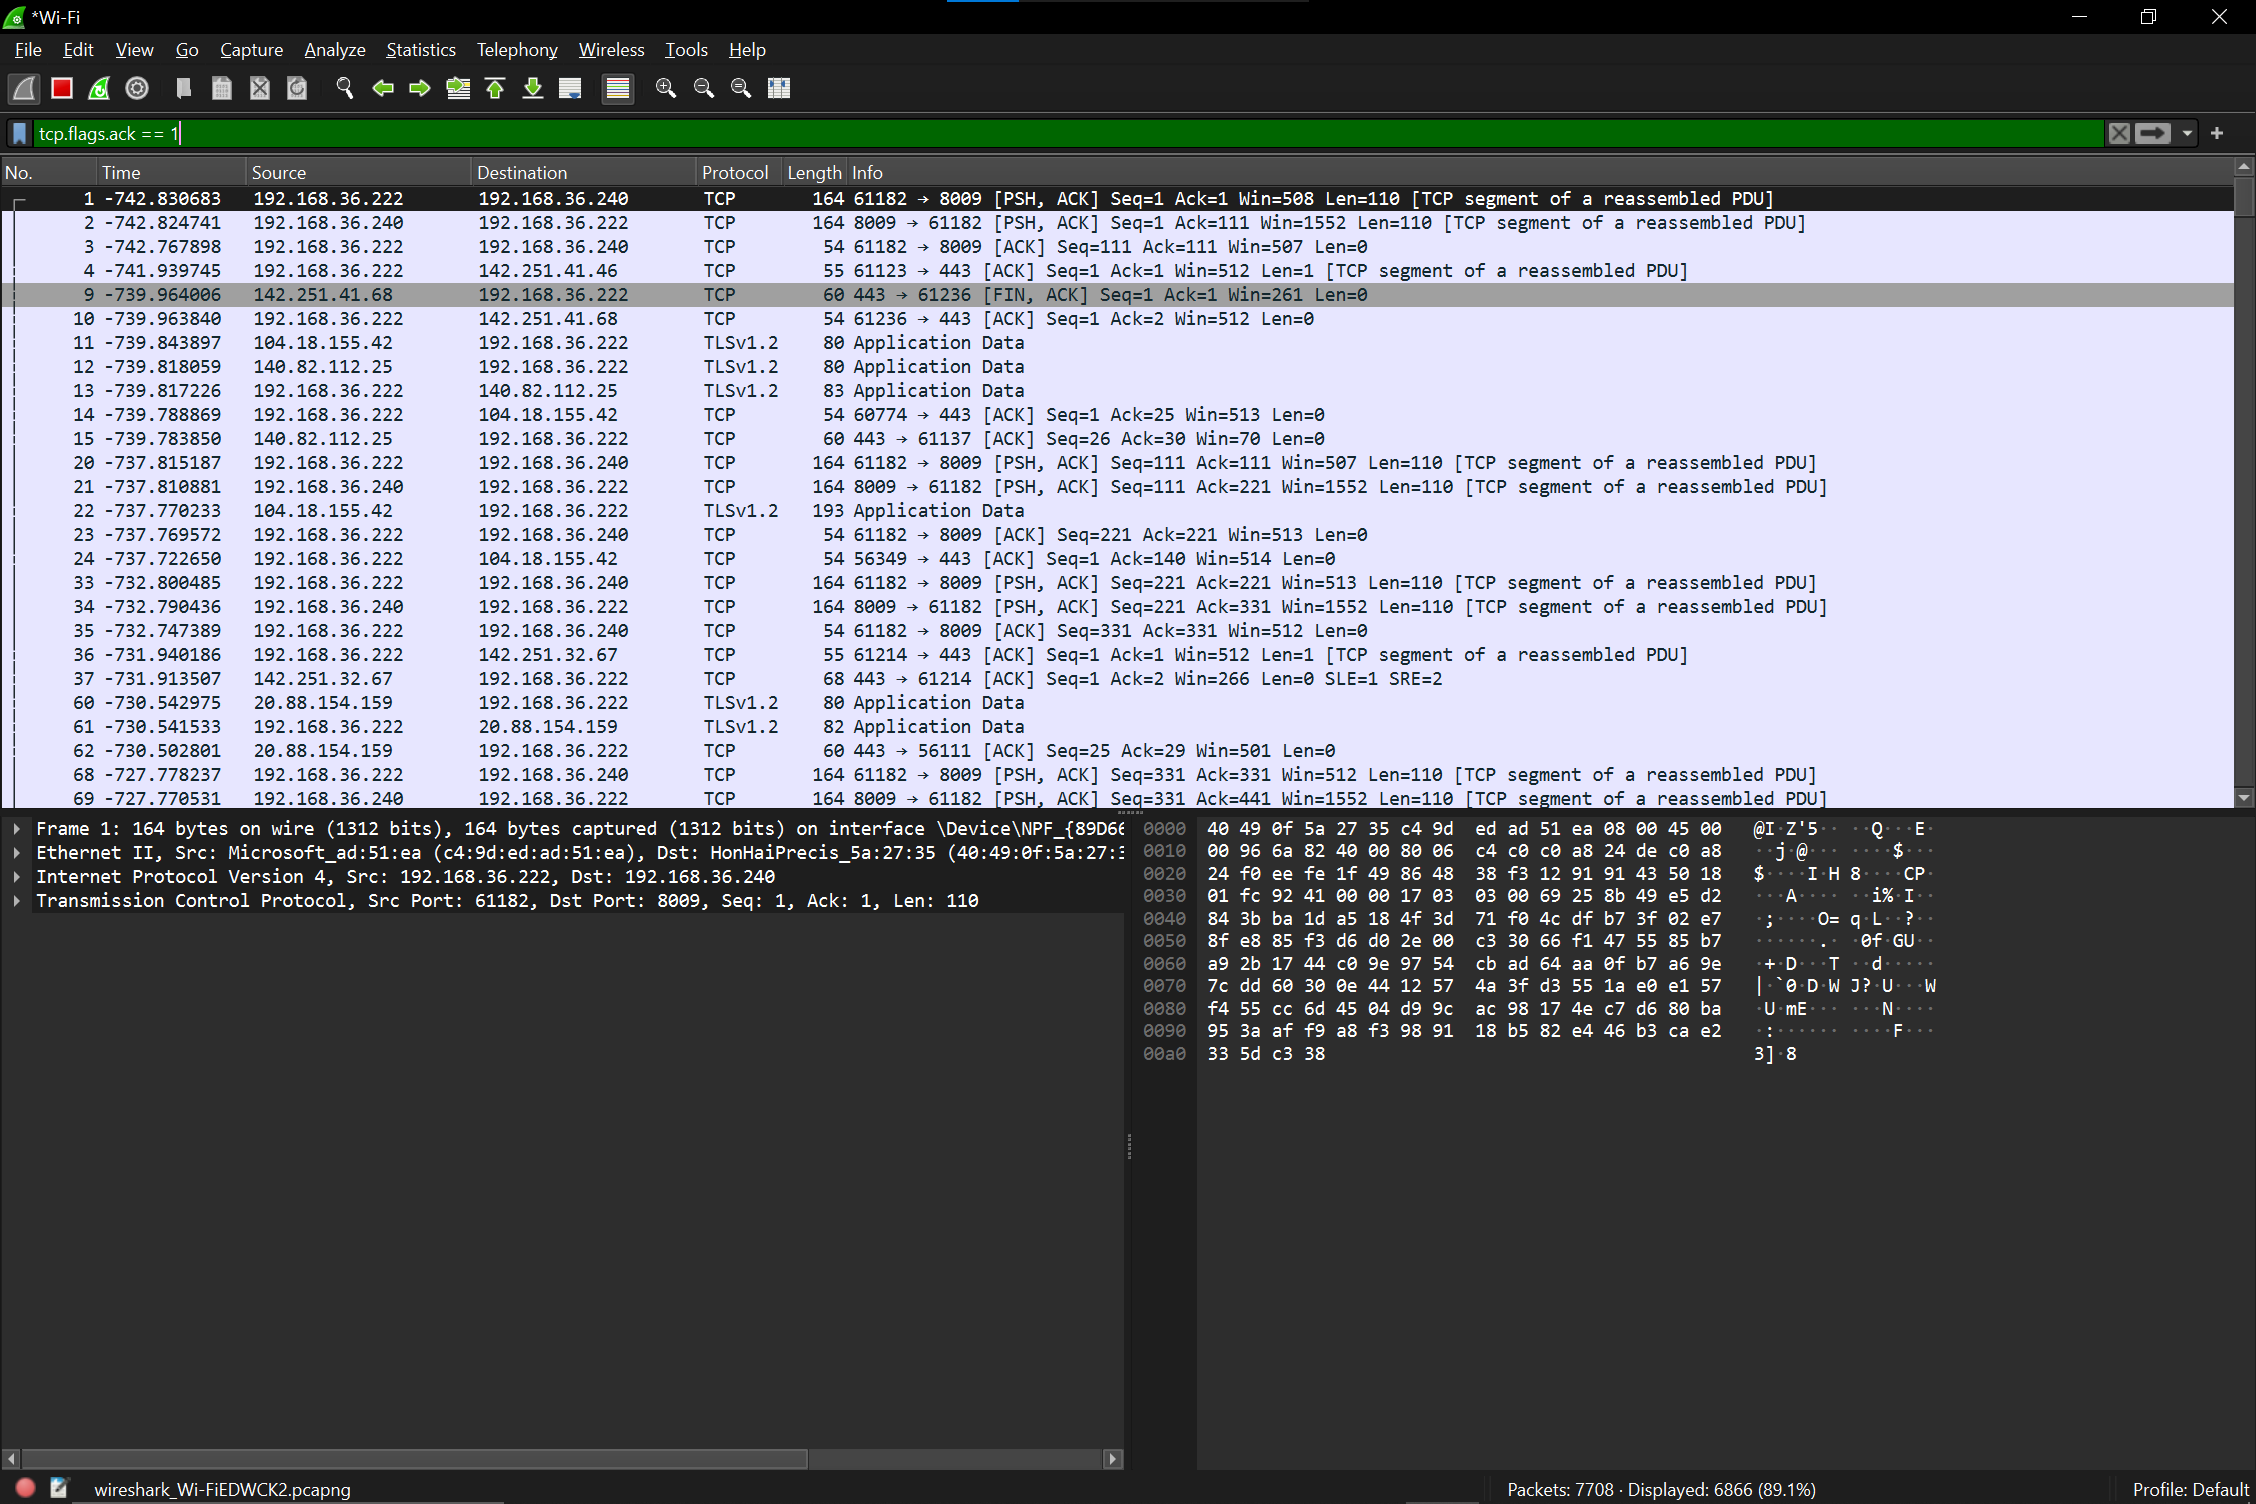 *Wi-Fi
File Edit View Go Capture Analyze Statistics Telephony Wireless Tools Help
tcp.flags.ack == 1
No. Time Source Destination Protocol Length Info
1 -742.830683 192.168.36.222 192.168.36.240 TCP 164 61182 → 8009 [PSH, ACK] Seq=1 Ack=1 Win=508 Len=110 [TCP segment of a reassembled PDU]
2 -742.824741 192.168.36.240 192.168.36.222 TCP 164 8009 → 61182 [PSH, ACK] Seq=1 Ack=111 Win=1552 Len=110 [TCP segment of a reassembled PDU]
3 -742.767898 192.168.36.222 192.168.36.240 TCP 54 61182 → 8009 [ACK] Seq=111 Ack=111 Win=507 Len=0
4 -741.939745 192.168.36.222 142.251.41.46 TCP 55 61123 → 443 [ACK] Seq=1 Ack=1 Win=512 Len=1 [TCP segment of a reassembled PDU]
9 -739.964006 142.251.41.68 192.168.36.222 TCP 60 443 → 61236 [FIN, ACK] Seq=1 Ack=1 Win=261 Len=0
10 -739.963840 192.168.36.222 142.251.41.68 TCP 54 61236 → 443 [ACK] Seq=1 Ack=2 Win=512 Len=0
11 -739.843897 104.18.155.42 192.168.36.222 TLSv1.2 80 Application Data
12 -739.818059 140.82.112.25 192.168.36.222 TLSv1.2 80 Application Data
13 -739.817226 192.168.36.222 140.82.112.25 TLSv1.2 83 Application Data
14 -739.788869 192.168.36.222 104.18.155.42 TCP 54 60774 → 443 [ACK] Seq=1 Ack=25 Win=513 Len=0
15 -739.783850 140.82.112.25 192.168.36.222 TCP 60 443 → 61137 [ACK] Seq=26 Ack=30 Win=70 Len=0
20 -737.815187 192.168.36.222 192.168.36.240 TCP 164 61182 → 8009 [PSH, ACK] Seq=111 Ack=111 Win=507 Len=110 [TCP segment of a reassembled PDU]
21 -737.810881 192.168.36.240 192.168.36.222 TCP 164 8009 → 61182 [PSH, ACK] Seq=111 Ack=221 Win=1552 Len=110 [TCP segment of a reassembled PDU]
22 -737.770233 104.18.155.42 192.168.36.222 TLSv1.2 193 Application Data
23 -737.769572 192.168.36.222 192.168.36.240 TCP 54 61182 → 8009 [ACK] Seq=221 Ack=221 Win=513 Len=0
24 -737.722650 192.168.36.222 104.18.155.42 TCP 54 56349 → 443 [ACK] Seq=1 Ack=140 Win=514 Len=0
33 -732.800485 192.168.36.222 192.168.36.240 TCP 164 61182 → 8009 [PSH, ACK] Seq=221 Ack=221 Win=513 Len=110 [TCP segment of a reassembled PDU]
34 -732.790436 192.168.36.240 192.168.36.222 TCP 164 8009 → 61182 [PSH, ACK] Seq=221 Ack=331 Win=1552 Len=110 [TCP segment of a reassembled PDU]
35 -732.747389 192.168.36.222 192.168.36.240 TCP 54 61182 → 8009 [ACK] Seq=331 Ack=331 Win=512 Len=0
36 -731.940186 192.168.36.222 142.251.32.67 TCP 55 61214 → 443 [ACK] Seq=1 Ack=1 Win=512 Len=1 [TCP segment of a reassembled PDU]
37 -731.913507 142.251.32.67 192.168.36.222 TCP 68 443 → 61214 [ACK] Seq=1 Ack=2 Win=266 Len=0 SLE=1 SRE=2
60 -730.542975 20.88.154.159 192.168.36.222 TLSv1.2 80 Application Data
61 -730.541533 192.168.36.222 20.88.154.159 TLSv1.2 82 Application Data
62 -730.502801 20.88.154.159 192.168.36.222 TCP 60 443 → 56111 [ACK] Seq=25 Ack=29 Win=501 Len=0
68 -727.778237 192.168.36.222 192.168.36.240 TCP 164 61182 → 8009 [PSH, ACK] Seq=331 Ack=331 Win=512 Len=110 [TCP segment of a reassembled PDU]
69 -727.770531 192.168.36.240 192.168.36.222 TCP 164 8009 → 61182 [PSH, ACK] Seq=331 Ack=441 Win=1552 Len=110 [TCP segment of a reassembled PDU]
Frame 1: 164 bytes on wire (1312 bits), 164 bytes captured (1312 bits) on interface \Device\NPF_{89D66
Ethernet II, Src: Microsoft_ad:51:ea (c4:9d:ed:ad:51:ea), Dst: HonHaiPrecis_5a:27:35 (40:49:0f:5a:27:3
Internet Protocol Version 4, Src: 192.168.36.222, Dst: 192.168.36.240
Transmission Control Protocol, Src Port: 61182, Dst Port: 8009, Seq: 1, Ack: 1, Len: 110
0000 40 49 0f 5a 27 35 c4 9d ed ad 51 ea 08 00 45 00 @I·Z'5·· ··Q···E·
0010 00 96 6a 82 40 00 80 06 c4 c0 c0 a8 24 de c0 a8 ··j·@··· ····$···
0020 24 f0 ee fe 1f 49 86 48 38 f3 12 91 91 43 50 18 $····I·H 8····CP·
0030 01 fc 92 41 00 00 17 03 03 00 69 25 8b 49 e5 d2 ···A···· ··i%·I··
0040 84 3b ba 1d a5 18 4f 3d 71 f0 4c df b7 3f 02 e7 ·;····O= q·L··?··
0050 8f e8 85 f3 d6 d0 2e 00 c3 30 66 f1 47 55 85 b7 ······.· ·0f·GU··
0060 a9 2b 17 44 c0 9e 97 54 cb ad 64 aa 0f b7 a6 9e ·+·D···T ··d·····
0070 7c dd 60 30 0e 44 12 57 4a 3f d3 55 1a e0 e1 57 |·`0·D·W J?·U···W
0080 f4 55 cc 6d 45 04 d9 9c ac 98 17 4e c7 d6 80 ba ·U·mE··· ···N····
0090 95 3a af f9 a8 f3 98 91 18 b5 82 e4 46 b3 ca e2 ·:······ ····F···
00a0 33 5d c3 38 3]·8
wireshark_Wi-FiEDWCK2.pcapng Packets: 7708 · Displayed: 6866 (89.1%) Profile: Default